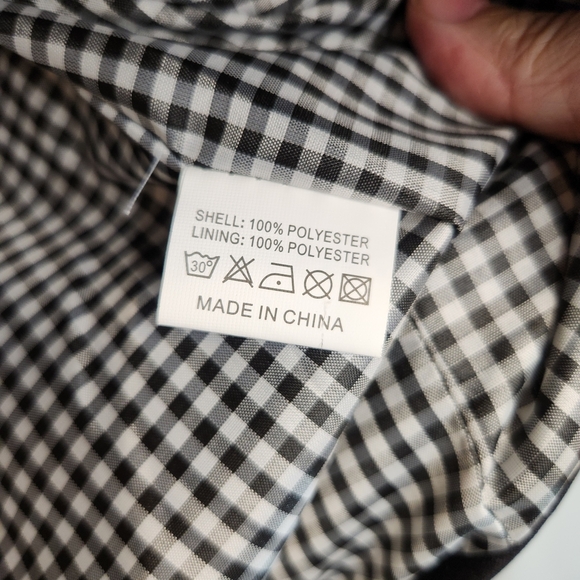 SHELL: 100% POLYESTER
LINING: 100% POLYESTER
30°
MADE IN CHINA